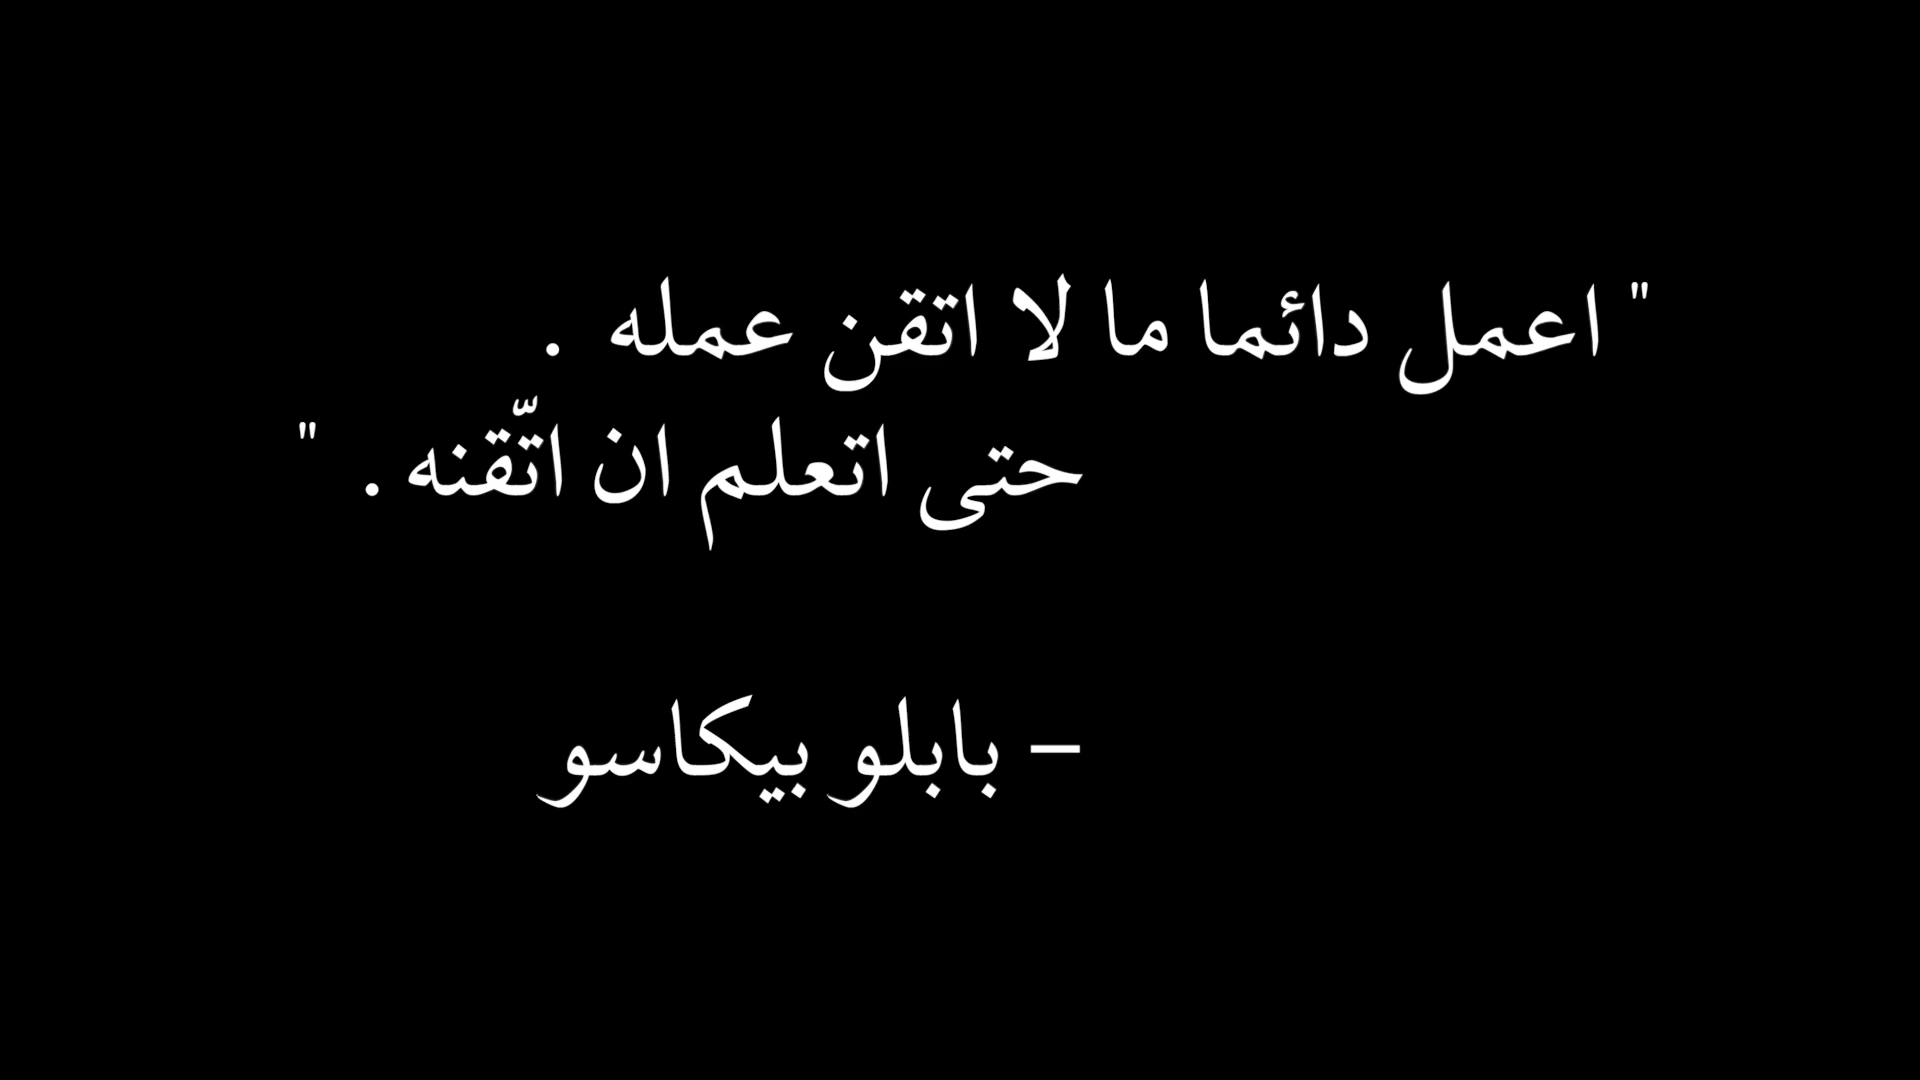 " اعمل دائما ما لا اتقن عمله .
حتى اتعلم ان اتّقنه . "
– بابلو بيكاسو